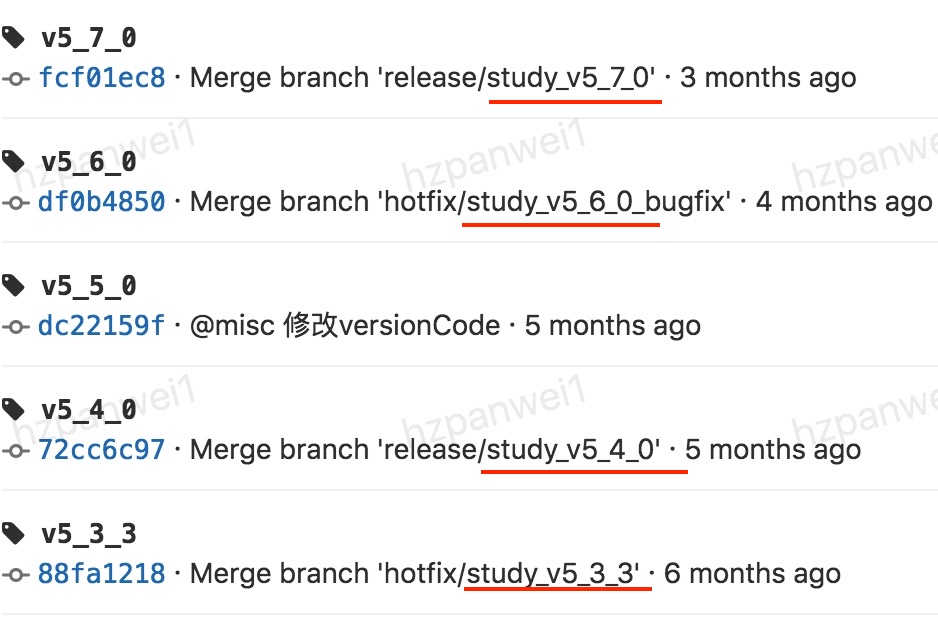 v5_7_0
fcf01ec8 · Merge branch 'release/study_v5_7_0' · 3 months ago
hzpanwei1 hzpanwei1 hzpanwe
v5_6_0
df0b4850 · Merge branch 'hotfix/study_v5_6_0_bugfix' · 4 months ago
v5_5_0
dc22159f · @misc 修改versionCode · 5 months ago
hzpanwei1 hzpanwei1 hzpanwe
v5_4_0
72cc6c97 · Merge branch 'release/study_v5_4_0' · 5 months ago
v5_3_3
88fa1218 · Merge branch 'hotfix/study_v5_3_3' · 6 months ago